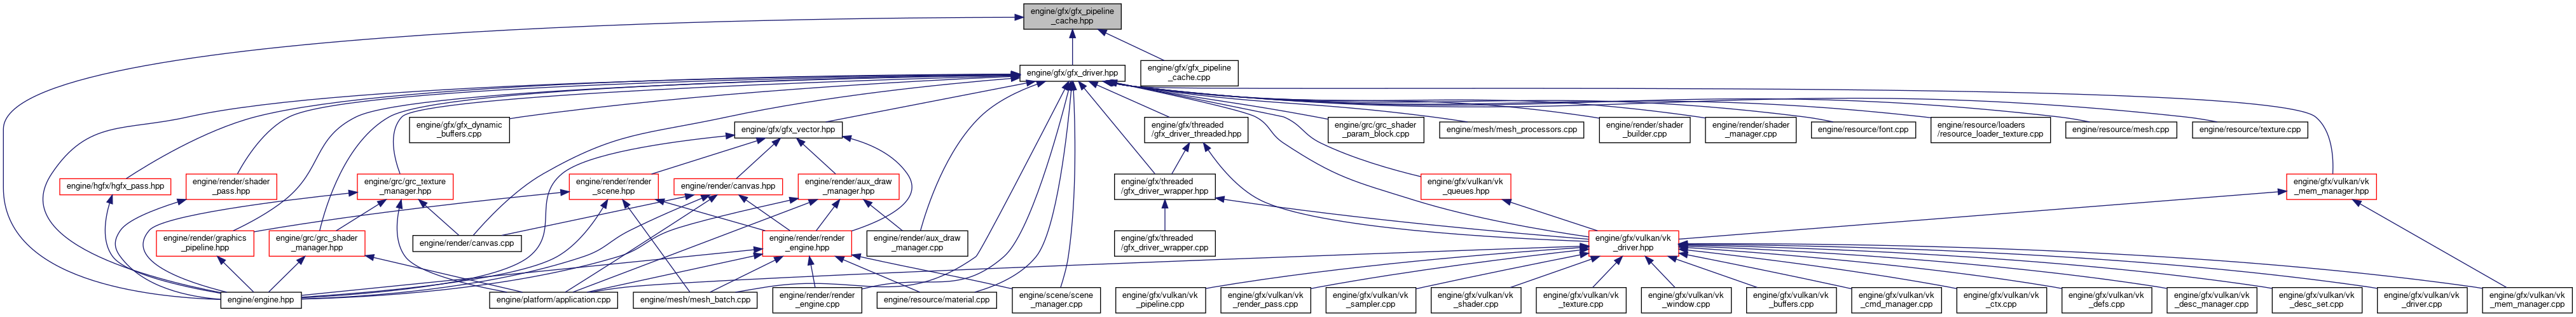 engine/gfx/gfx_pipeline
_cache.hpp
engine/gfx/gfx_driver.hpp
engine/gfx/gfx_pipeline
_cache.cpp
engine/gfx/gfx_dynamic
_buffers.cpp
engine/gfx/gfx_vector.hpp
engine/gfx/threaded
/gfx_driver_threaded.hpp
engine/grc/grc_shader
_param_block.cpp
engine/mesh/mesh_processors.cpp
engine/render/shader
_builder.cpp
engine/render/shader
_manager.cpp
engine/resource/font.cpp
engine/resource/loaders
/resource_loader_texture.cpp
engine/resource/mesh.cpp
engine/resource/texture.cpp
engine/hgfx/hgfx_pass.hpp
engine/render/shader
_pass.hpp
engine/grc/grc_texture
_manager.hpp
engine/render/render
_scene.hpp
engine/render/canvas.hpp
engine/render/aux_draw
_manager.hpp
engine/gfx/threaded
/gfx_driver_wrapper.hpp
engine/gfx/vulkan/vk
_queues.hpp
engine/gfx/vulkan/vk
_mem_manager.hpp
engine/render/graphics
_pipeline.hpp
engine/grc/grc_shader
_manager.hpp
engine/render/canvas.cpp
engine/render/render
_engine.hpp
engine/render/aux_draw
_manager.cpp
engine/gfx/threaded
/gfx_driver_wrapper.cpp
engine/gfx/vulkan/vk
_driver.hpp
engine/engine.hpp
engine/platform/application.cpp
engine/mesh/mesh_batch.cpp
engine/render/render
_engine.cpp
engine/resource/material.cpp
engine/scene/scene
_manager.cpp
engine/gfx/vulkan/vk
_pipeline.cpp
engine/gfx/vulkan/vk
_render_pass.cpp
engine/gfx/vulkan/vk
_sampler.cpp
engine/gfx/vulkan/vk
_shader.cpp
engine/gfx/vulkan/vk
_texture.cpp
engine/gfx/vulkan/vk
_window.cpp
engine/gfx/vulkan/vk
_buffers.cpp
engine/gfx/vulkan/vk
_cmd_manager.cpp
engine/gfx/vulkan/vk
_ctx.cpp
engine/gfx/vulkan/vk
_defs.cpp
engine/gfx/vulkan/vk
_desc_manager.cpp
engine/gfx/vulkan/vk
_desc_set.cpp
engine/gfx/vulkan/vk
_driver.cpp
engine/gfx/vulkan/vk
_mem_manager.cpp